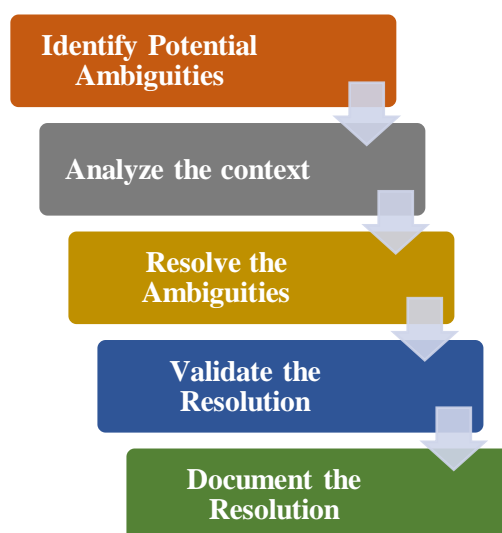 Identify Potential
Ambiguities
Analyze the context
Resolve the
Ambiguities
Validate the
Resolution
Document the
Resolution